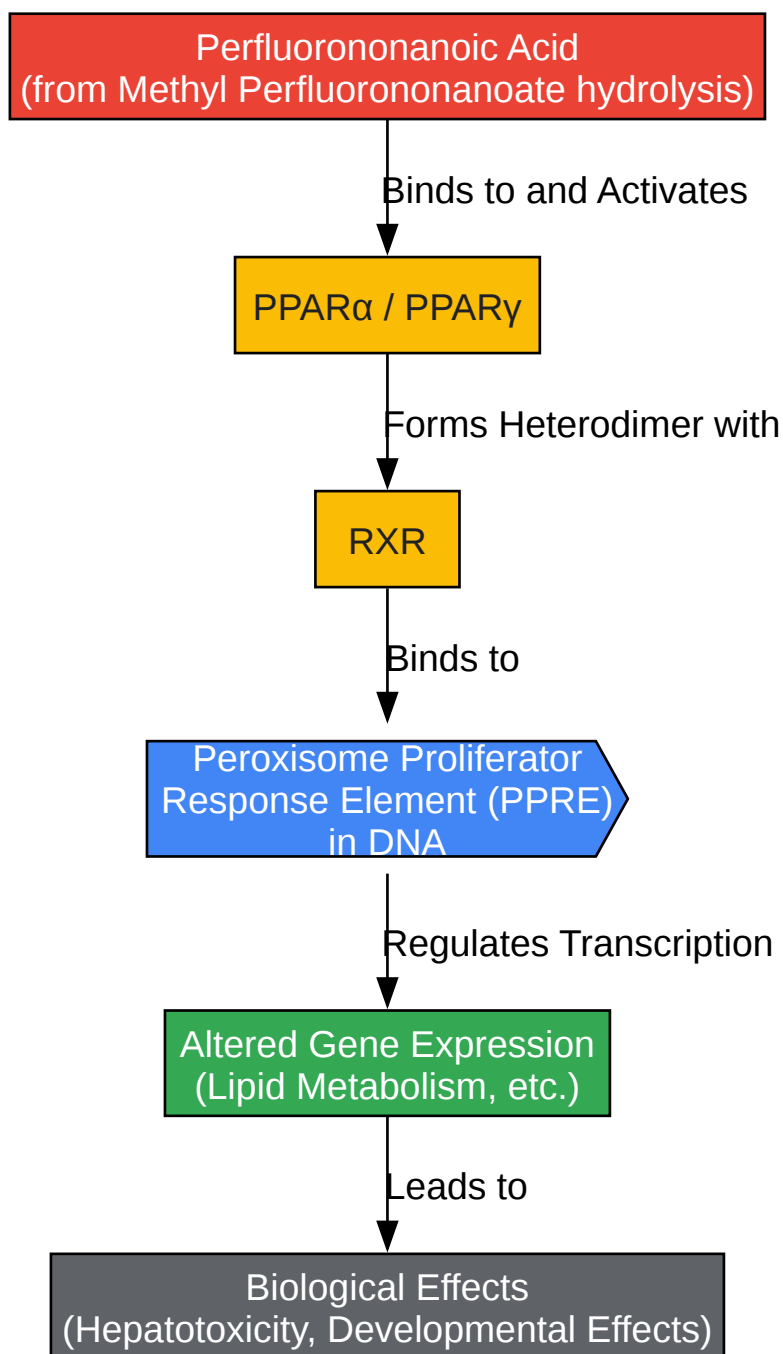 Perfluorononanoic Acid
(from Methyl Perfluorononanoate hydrolysis)
Binds to and Activates
PPARα / PPARγ
Forms Heterodimer with
RXR
Binds to
Peroxisome Proliferator
Response Element (PPRE)
in DNA
Regulates Transcription
Altered Gene Expression
(Lipid Metabolism, etc.)
Leads to
Biological Effects
(Hepatotoxicity, Developmental Effects)